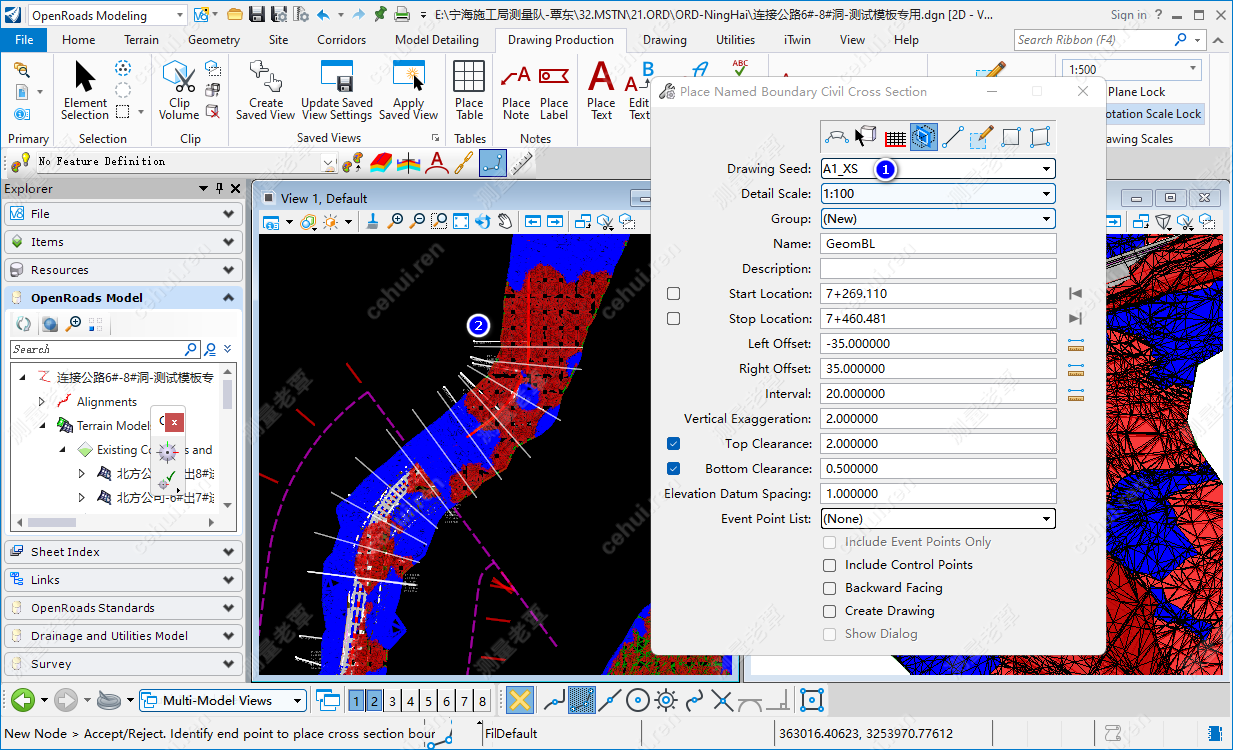 OpenRoads Modeling
E:\宁海施工局测量队-覃东\32.MSTN\21.ORD\ORD-NingHai\连接公路6#-8#洞-测试模板专用.dgn [2D - V...
Sign in ?
File Home Terrain Geometry Site Corridors Model Detailing Drawing Production Drawing Utilities iTwin View Help
Search Ribbon (F4)
Element Selection
Clip Volume
Create Saved View
Update Saved View Settings
Apply Saved View
Place Table
Place Note
Place Label
Place Text
Edit Text
ABC
1:500
Plane Lock
otation Scale Lock
Primary Selection Clip Saved Views Tables Notes
awing Scales
No Feature Definition
Explorer
File
Items
Resources
OpenRoads Model
Search
连接公路6#-8#洞-测试模板专
Alignments
Terrain Model
Existing Co s and
北方公 出8#
北方公司-6#出7#
Sheet Index
Links
OpenRoads Standards
Drainage and Utilities Model
Survey
View 1, Default
2
Place Named Boundary Civil Cross Section
Drawing Seed: A1_XS 1
Detail Scale: 1:100
Group: (New)
Name: GeomBL
Description:
Start Location: 7+269.110
Stop Location: 7+460.481
Left Offset: -35.000000
Right Offset: 35.000000
Interval: 20.000000
Vertical Exaggeration: 2.000000
Top Clearance: 2.000000
Bottom Clearance: 0.500000
Elevation Datum Spacing: 1.000000
Event Point List: (None)
Include Event Points Only
Include Control Points
Backward Facing
Create Drawing
Show Dialog
Multi-Model Views
1 2 3 4 5 6 7 8
New Node > Accept/Reject. Identify end point to place cross section bour
FilDefault
363016.40623, 3253970.77612
测量老覃
cehui.ren